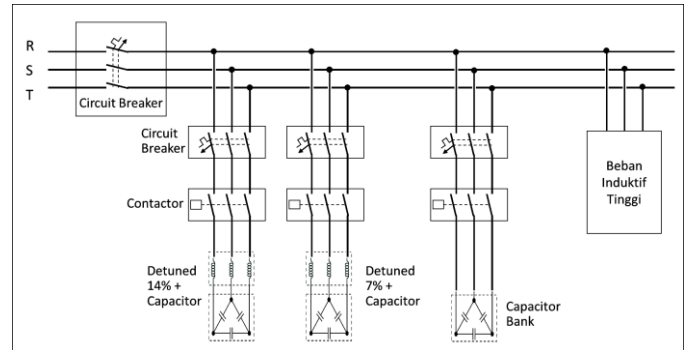 R
S
T
Circuit Breaker
Circuit
Breaker
Contactor
Detuned
14% +
Capacitor
Detuned
7% +
Capacitor
Capacitor
Bank
Beban
Induktif
Tinggi